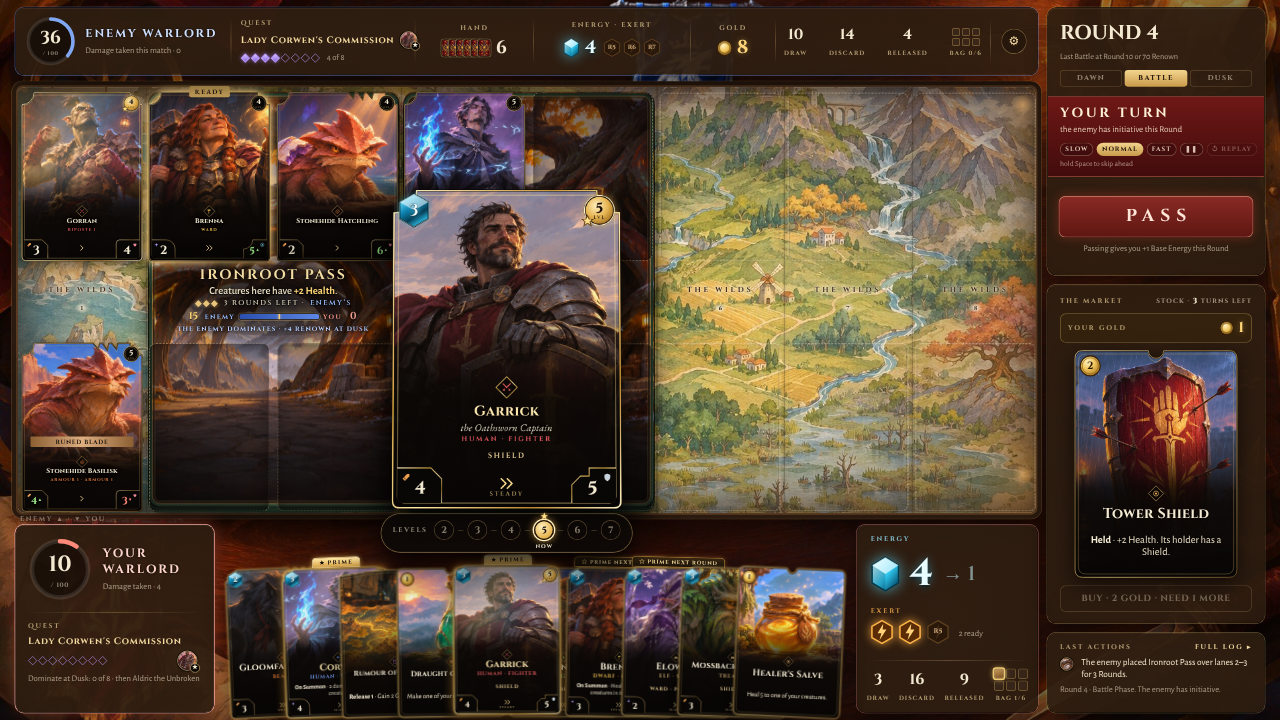 36
/ 100
ENEMY WARLORD
Damage taken this match · 0
QUEST
LADY CORWEN'S COMMISSION
4 of 8
HAND
6
ENERGY · EXERT
4
R5
R6
R7
GOLD
8
10
DRAW
14
DISCARD
4
RELEASED
BAG 0/6
ROUND 4
Last Battle at Round 10 or 70 Renown
DAWN
BATTLE
DUSK
YOUR TURN
the enemy has initiative this Round
SLOW
NORMAL
FAST
REPLAY
hold Space to skip ahead
PASS
Passing gives you +1 Base Energy this Round
THE MARKET
STOCK · 3 TURNS LEFT
YOUR GOLD
1
2
TOWER SHIELD
Held · +2 Health. Its holder has a
Shield.
BUY · 2 GOLD · NEED 1 MORE
LAST ACTIONS
FULL LOG ▸
The enemy placed Ironroot Pass over lanes 2–3
for 3 Rounds.
Round 4 · Battle Phase. The enemy has initiative.
4
GORRAN
RIPOSTE 1
3
4
READY
4
BRENNA
WARD
2
5
4
STONEHIDE HATCHLING
2
6
5
THE WILDS
1
IRONROOT PASS
Creatures here have +2 Health.
3 ROUNDS LEFT · ENEMY'S
15 ENEMY
YOU 0
THE ENEMY DOMINATES · +4 RENOWN AT DUSK
THE WILDS
6
THE WILDS
7
THE WILDS
8
5
RUNED BLADE
STONEHIDE BASILISK
ARMOUR 1 · ARMOUR 1
4
3
3
5
LVL
GARRICK
the Oathsworn Captain
HUMAN · FIGHTER
SHIELD
4
STEADY
5
ENEMY ▲ · ▼ YOU
LEVELS
2
3
4
5
6
7
NOW
10
/ 100
YOUR
WARLORD
Damage taken · 4
QUEST
LADY CORWEN'S COMMISSION
Dominate at Dusk: 0 of 8 · then Aldric the Unbroken
2
3
★ PRIME
★ PRIME
☆ PRIME NEXT
☆ PRIME NEXT ROUND
GARRICK
HUMAN · FIGHTER
SHIELD
4
5
HEALER'S SALVE
Heal 5 to one of your creatures.
ENERGY
4 → 1
EXERT
R5
2 ready
3
DRAW
16
DISCARD
9
RELEASED
BAG 1/6